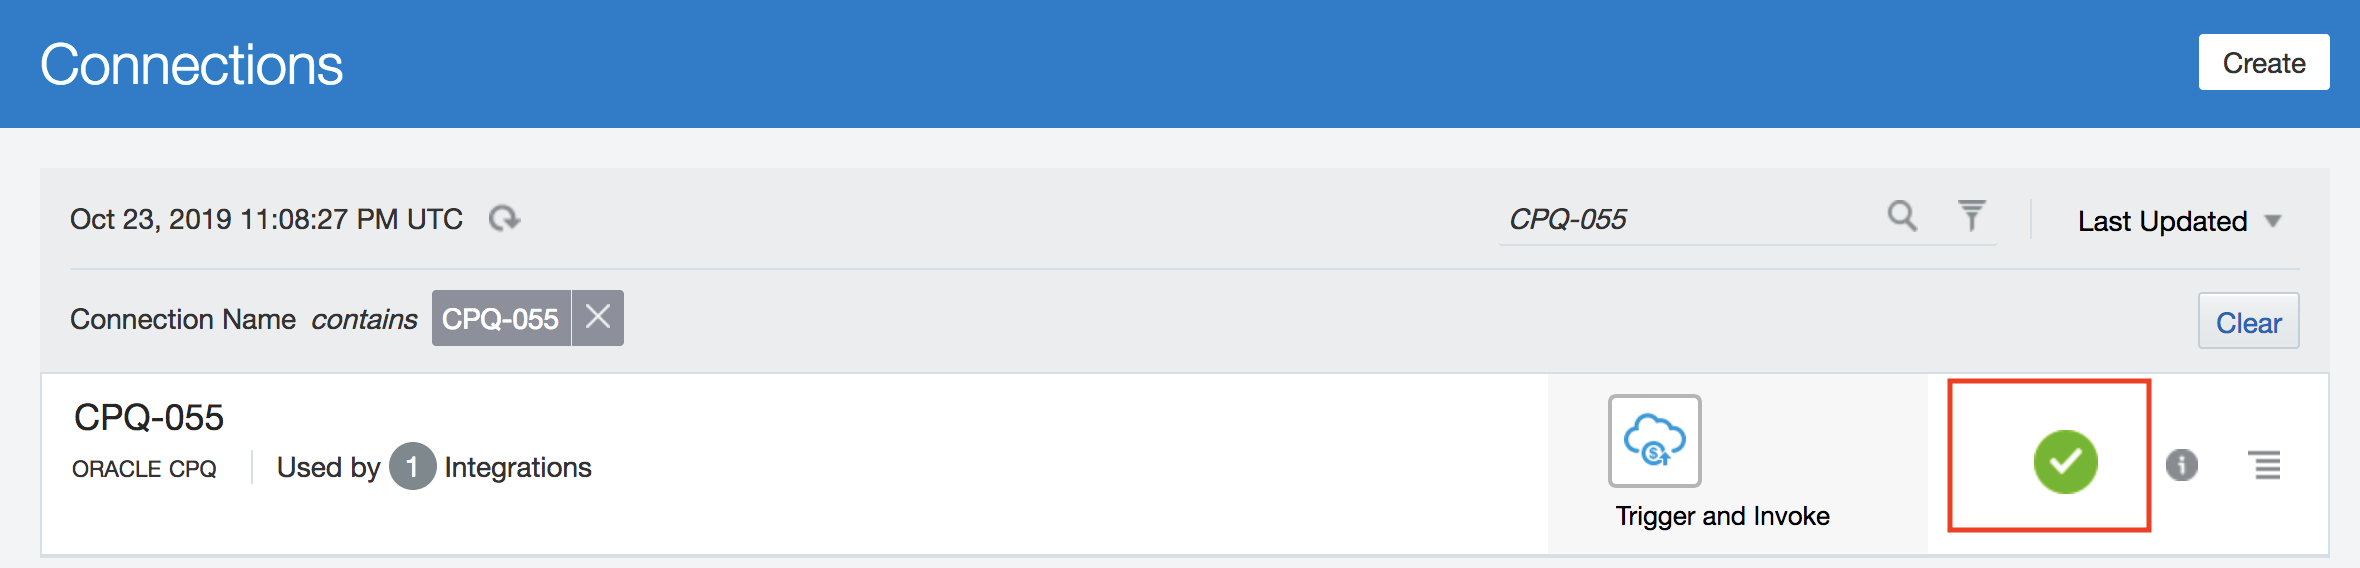 Connections
Create
Oct 23, 2019 11:08:27 PM UTC
CPQ-055
Last Updated
Connection Name contains CPQ-055
Clear
CPQ-055
ORACLE CPQ Used by 1 Integrations
Trigger and Invoke